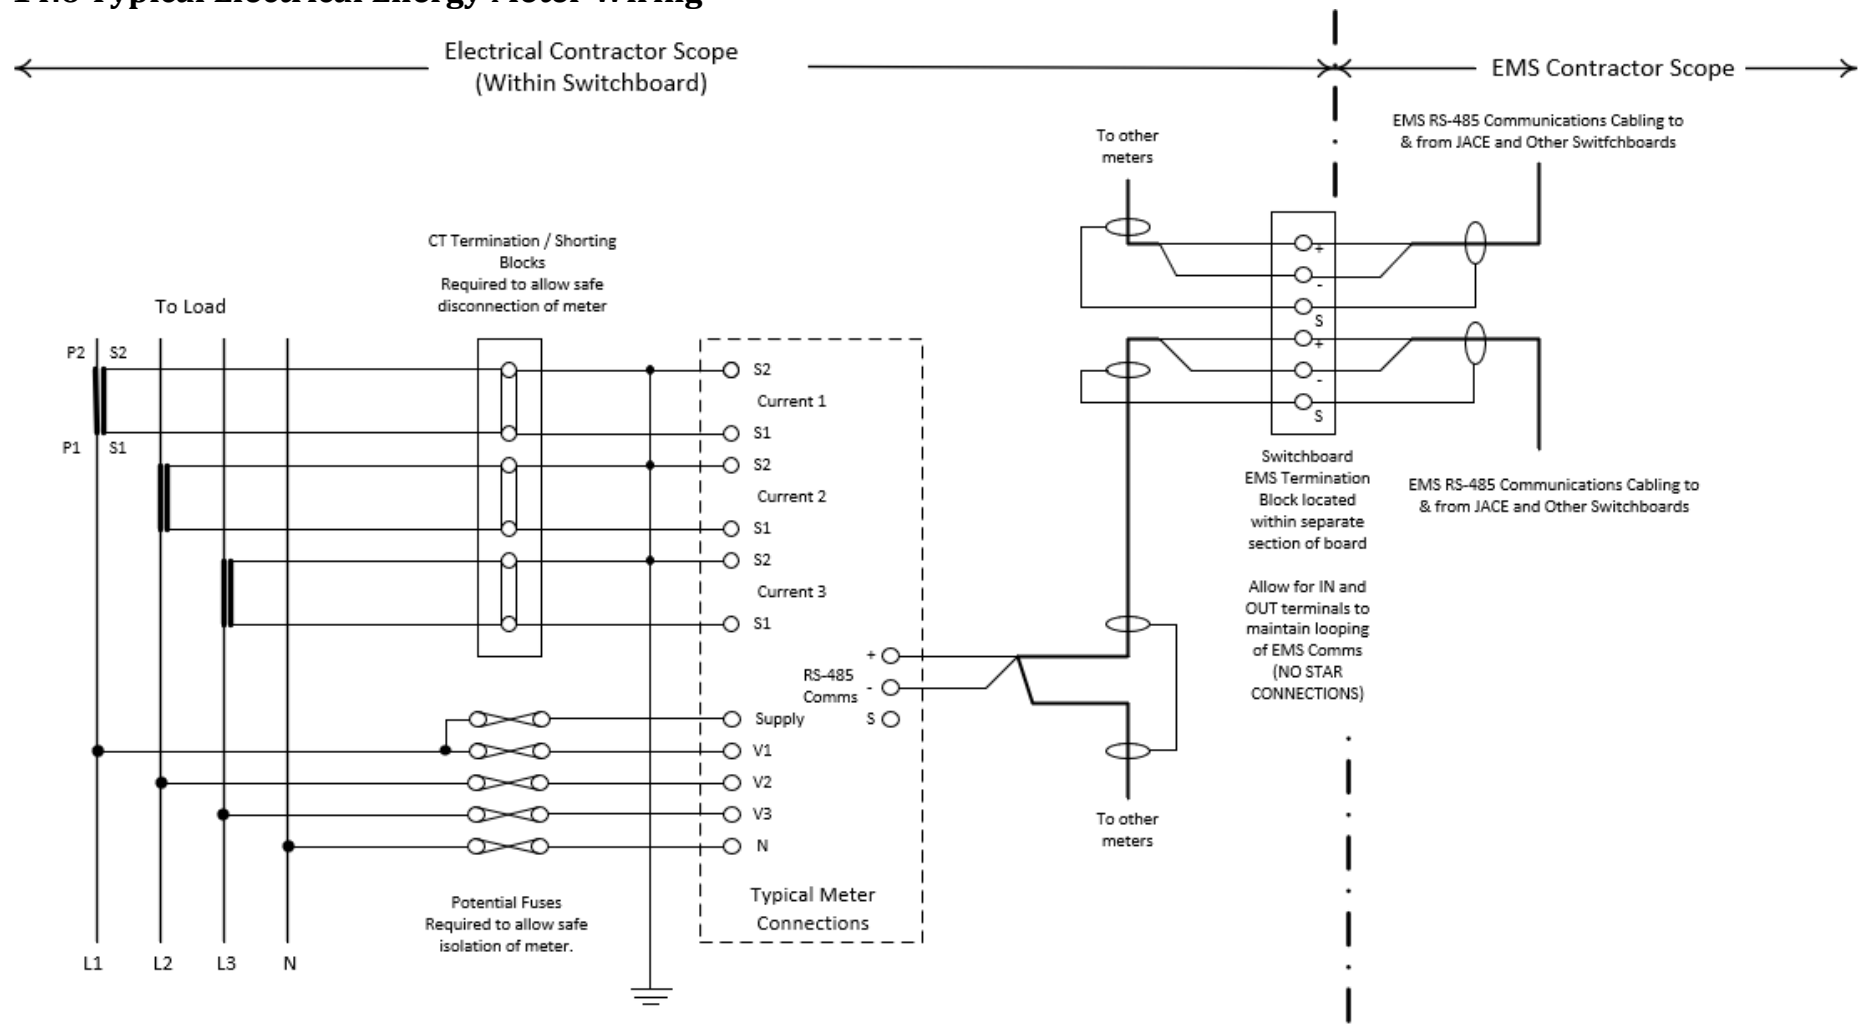 Typical Electrical Energy Meter Wiring
Electrical Contractor Scope
(Within Switchboard)
EMS Contractor Scope
EMS RS-485 Communications Cabling to
& from JACE and Other Switfchboards
To other
meters
CT Termination / Shorting
Blocks
Required to allow safe
disconnection of meter
To Load
P2 S2
P1 S1
S2
Current 1
S1
S2
Current 2
S1
S2
Current 3
S1
+
-
S
+
-
S
Switchboard
EMS Termination
Block located
within separate
section of board
Allow for IN and
OUT terminals to
maintain looping
of EMS Comms
(NO STAR
CONNECTIONS)
EMS RS-485 Communications Cabling to
& from JACE and Other Switchboards
+
RS-485
Comms -
S
Supply
V1
V2
V3
N
Typical Meter
Connections
To other
meters
Potential Fuses
Required to allow safe
isolation of meter.
L1 L2 L3 N